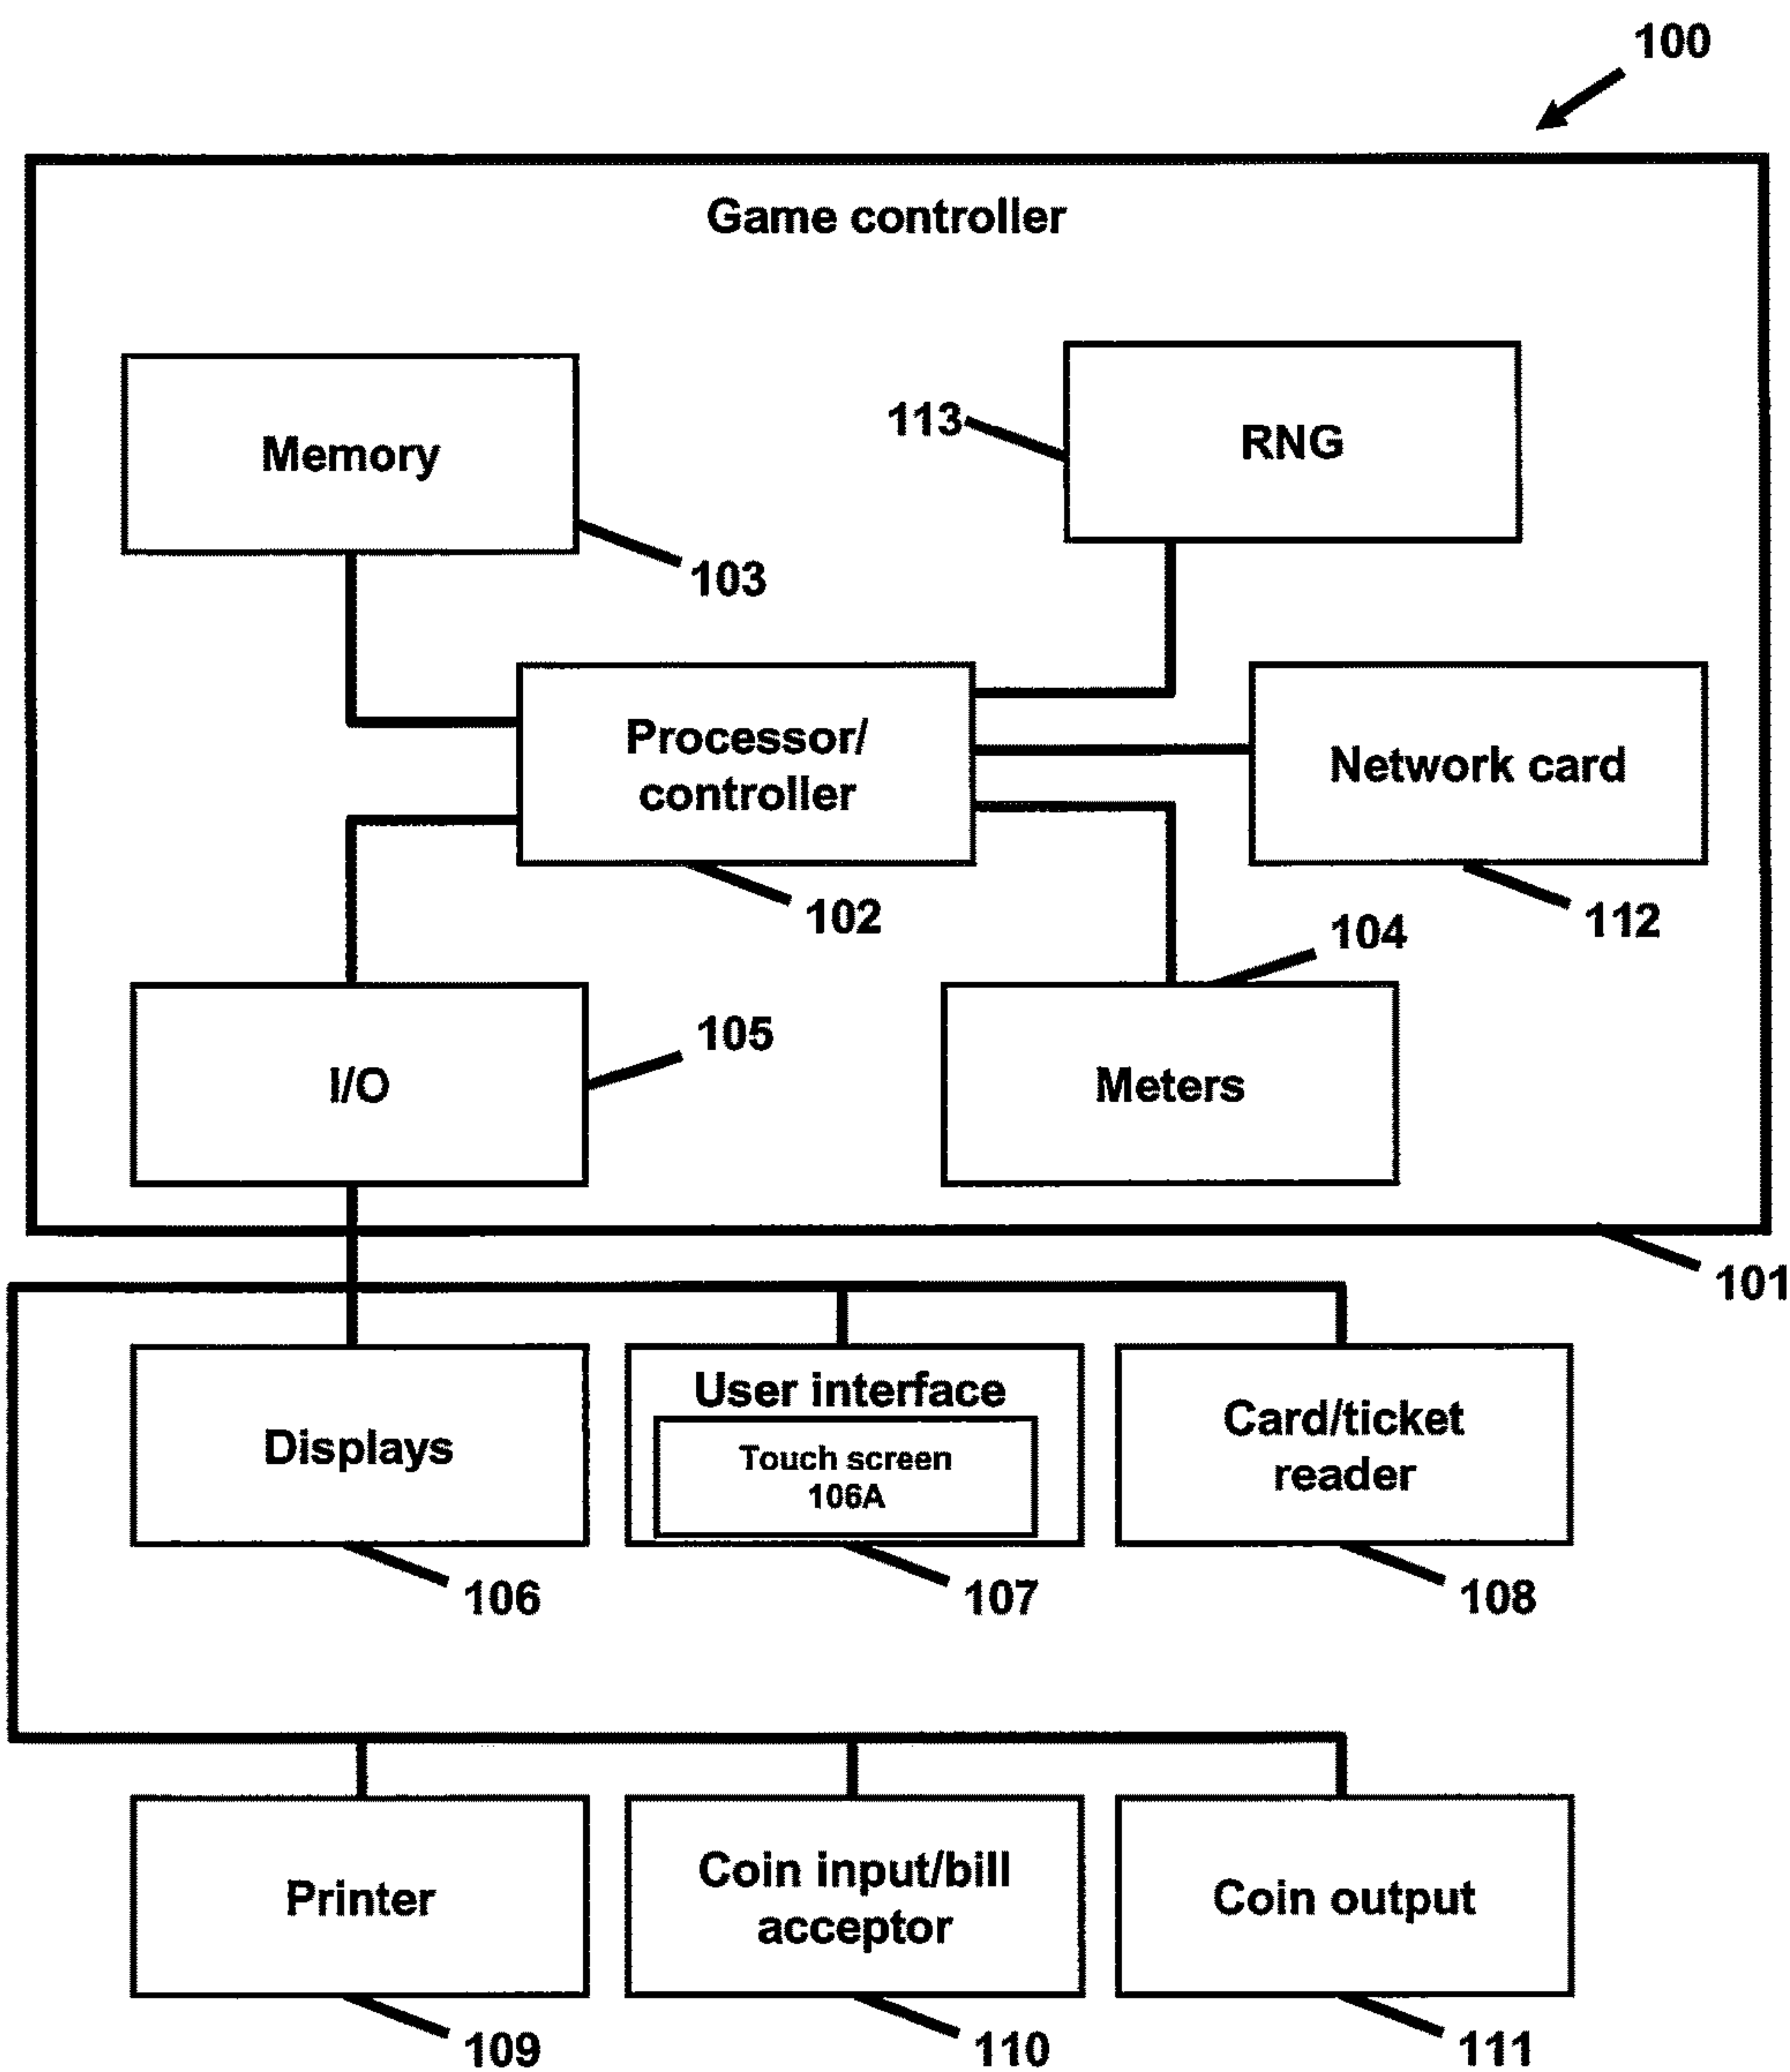 100
Game controller
Memory
113
RNG
103
Processor/
controller
Network card
102
112
104
105
I/O
Meters
101
Displays
User interface
Touch screen
106A
Card/ticket
reader
106
107
108
Printer
Coin input/bill
acceptor
Coin output
109
110
111